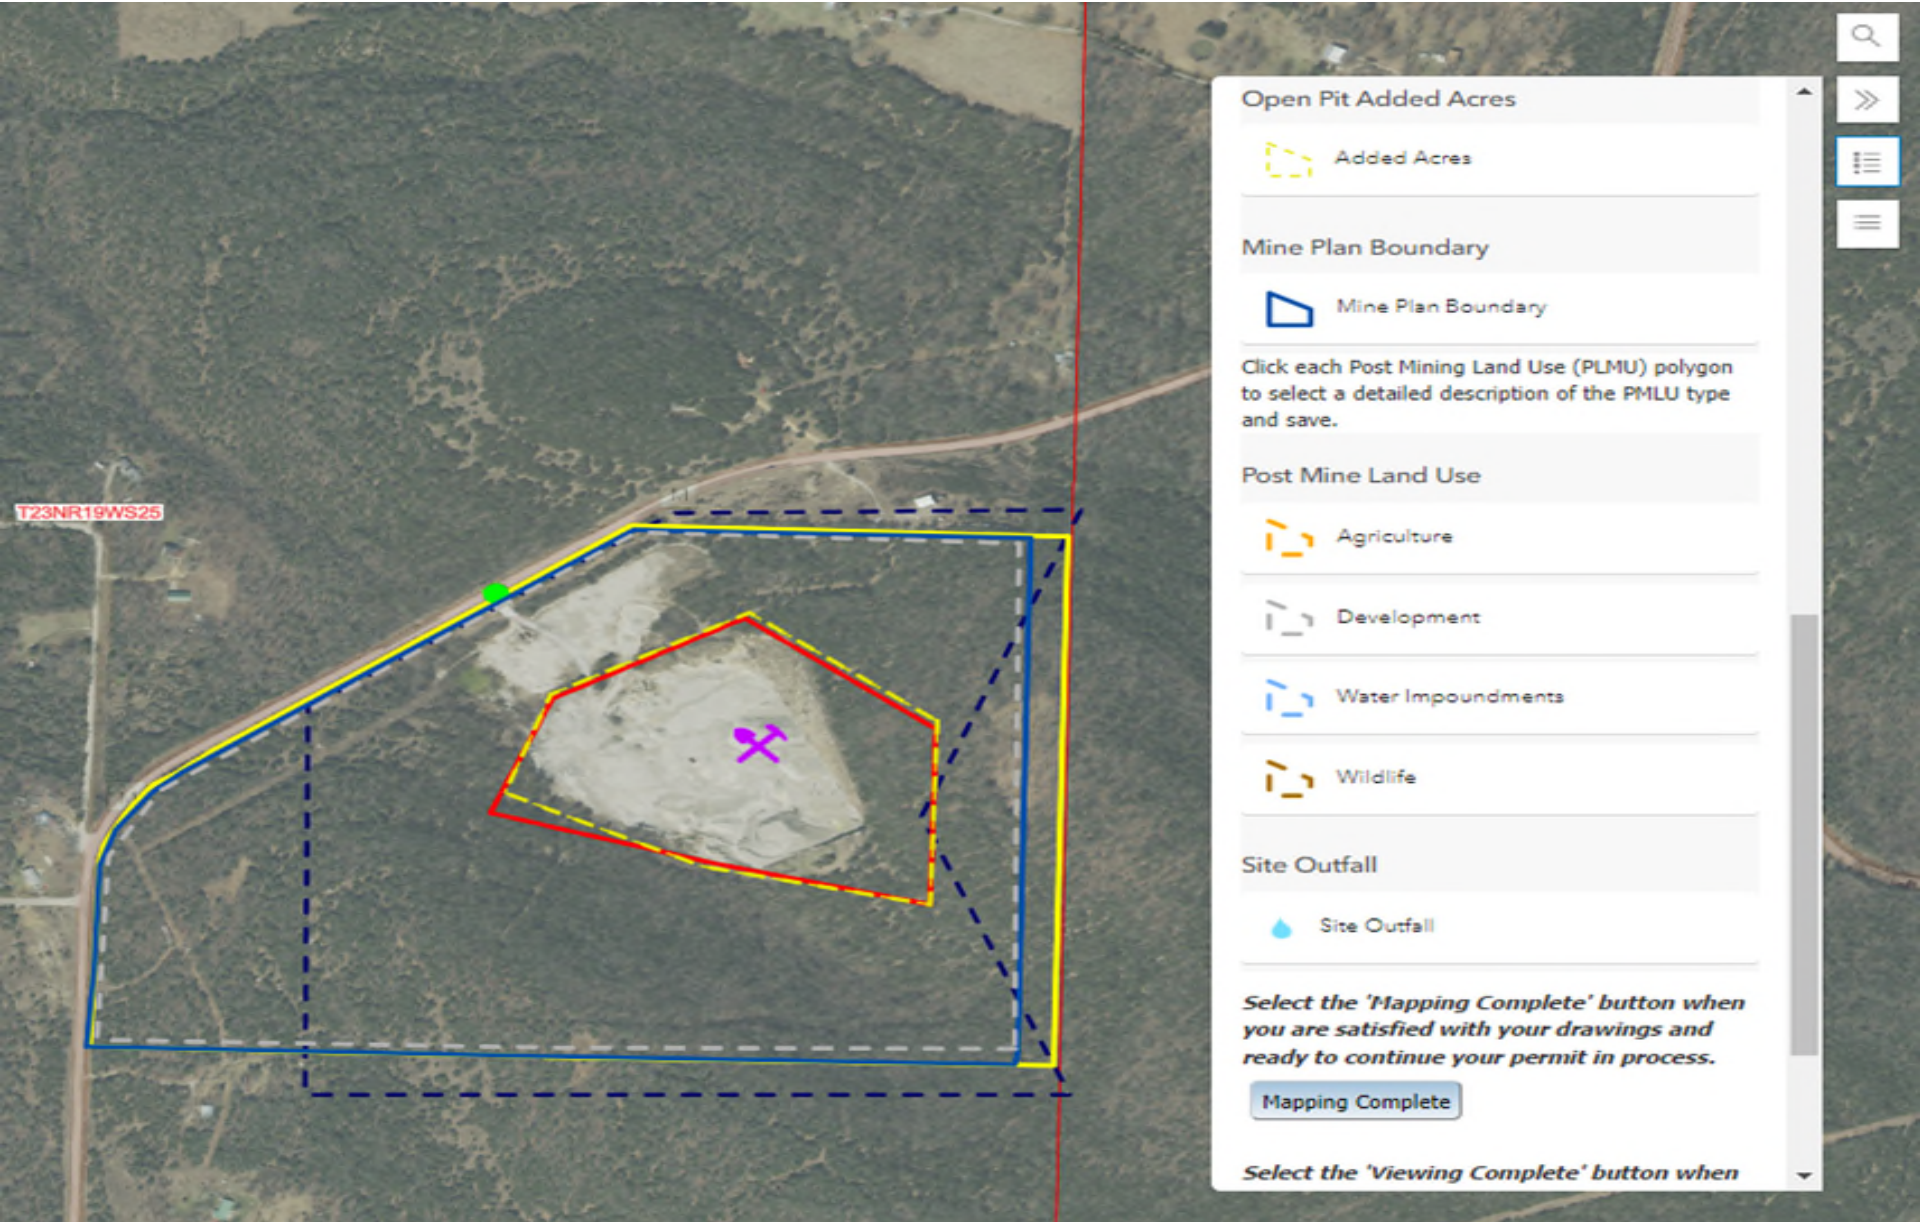 Open Pit Added Acres
Added Acres
Mine Plan Boundary
Mine Plan Boundary
Click each Post Mining Land Use (PLMU) polygon
to select a detailed description of the PMLU type
and save.
Post Mine Land Use
Agriculture
Development
Water Impoundments
Wildlife
Site Outfall
Site Outfall
Select the 'Mapping Complete' button when
you are satisfied with your drawings and
ready to continue your permit in process.
Mapping Complete
Select the 'Viewing Complete' button when
T23NR19WS25